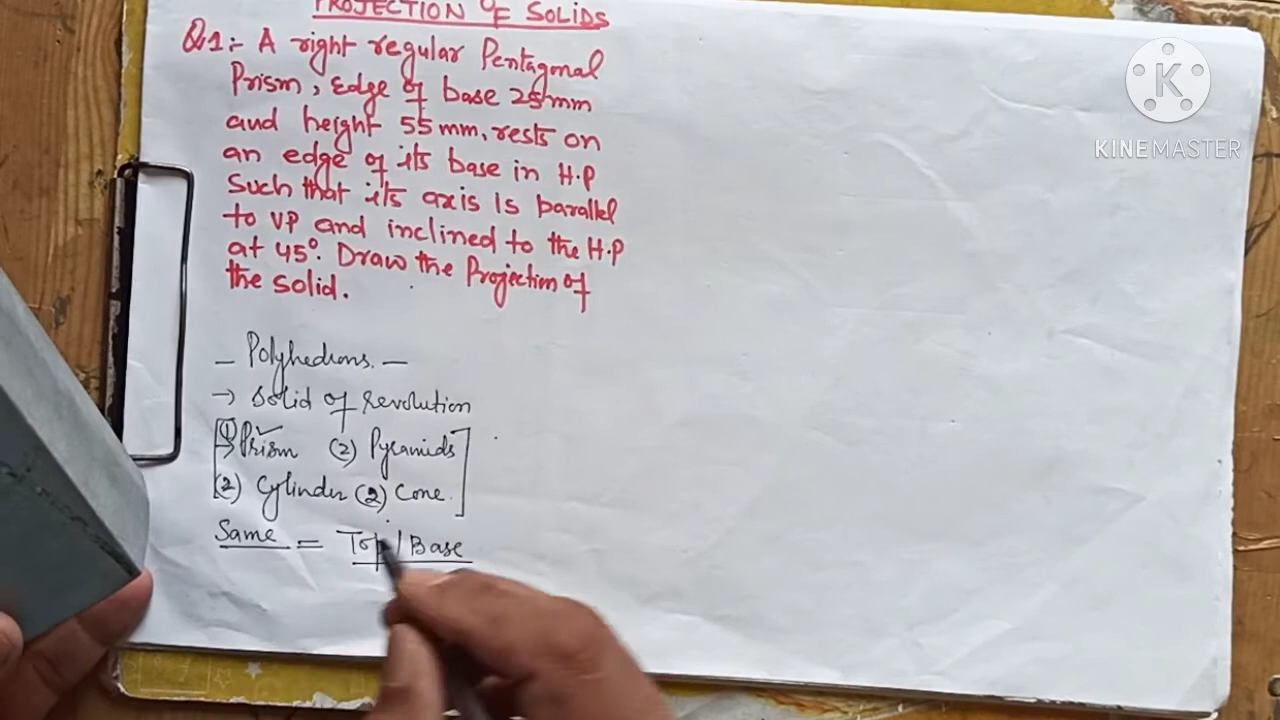 PROJECTION OF SOLIDS
Q.1:- A right regular Pentagonal
Prism, Edge of base 25mm
and height 55 mm, rests on
an edge of its base in H.P
Such that its axis is parallel
to VP and inclined to the H.P
at 45°. Draw the Projection of
the solid.
- Polyhedrons. -
→ Solid of revolution
(1) Prism (2) Pyramids
(2) Cylinder (2) Cone.
Same = Top / Base
K
KINEMASTER